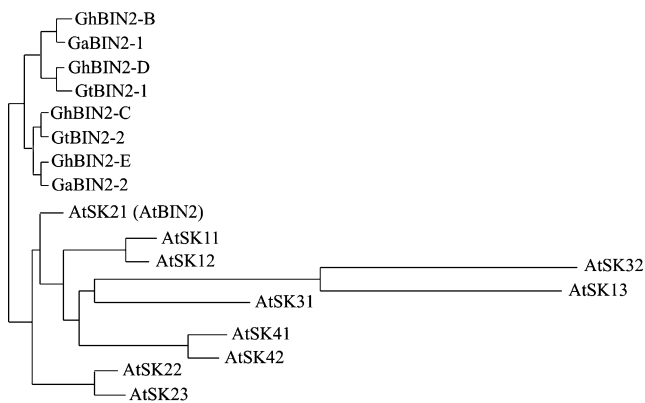 GhBIN2-B
GaBIN2-1
GhBIN2-D
GtBIN2-1
GhBIN2-C
GtBIN2-2
GhBIN2-E
GaBIN2-2
AtSK21 (AtBIN2)
AtSK11
AtSK12
AtSK32
AtSK13
AtSK31
AtSK41
AtSK42
AtSK22
AtSK23